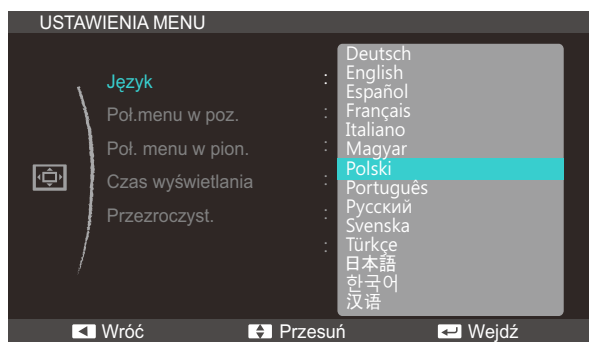 USTAWIENIA MENU
Język :
Poł.menu w poz. :
Poł. menu w pion. :
Czas wyświetlania :
Przezroczyst. :
:
Deutsch
English
Español
Français
Italiano
Magyar
Polski
Português
Русский
Svenska
Türkçe
日本語
한국어
汉语
Wróć Przesuń Wejdź